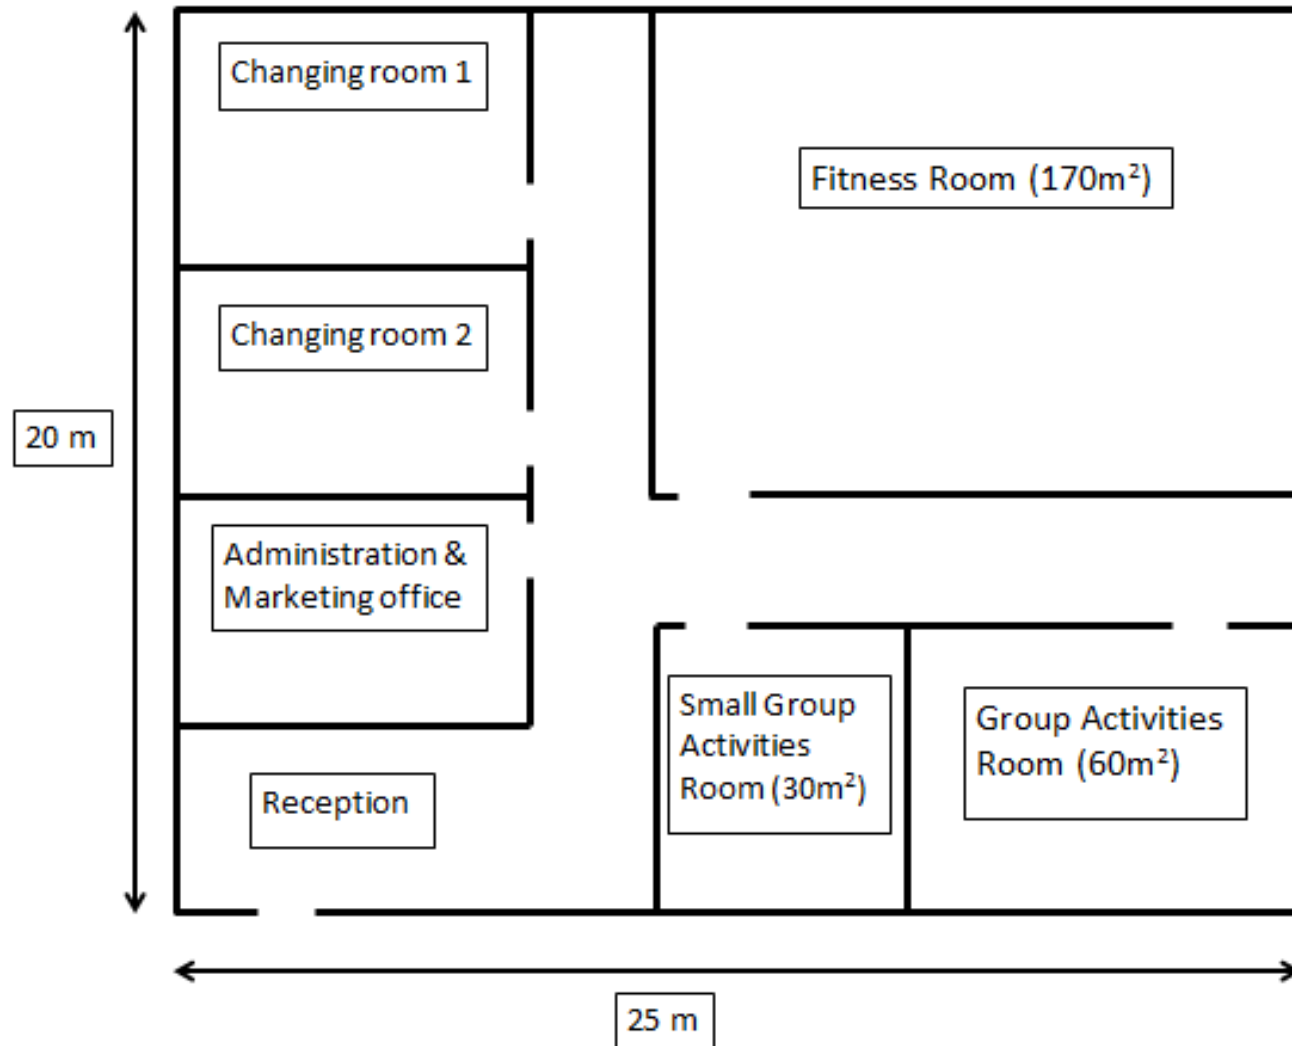 Changing room 1
Fitness Room (170m²)
Changing room 2
20 m
Administration &
Marketing office
Small Group
Activities
Room (30m²)
Group Activities
Room (60m²)
Reception
25 m